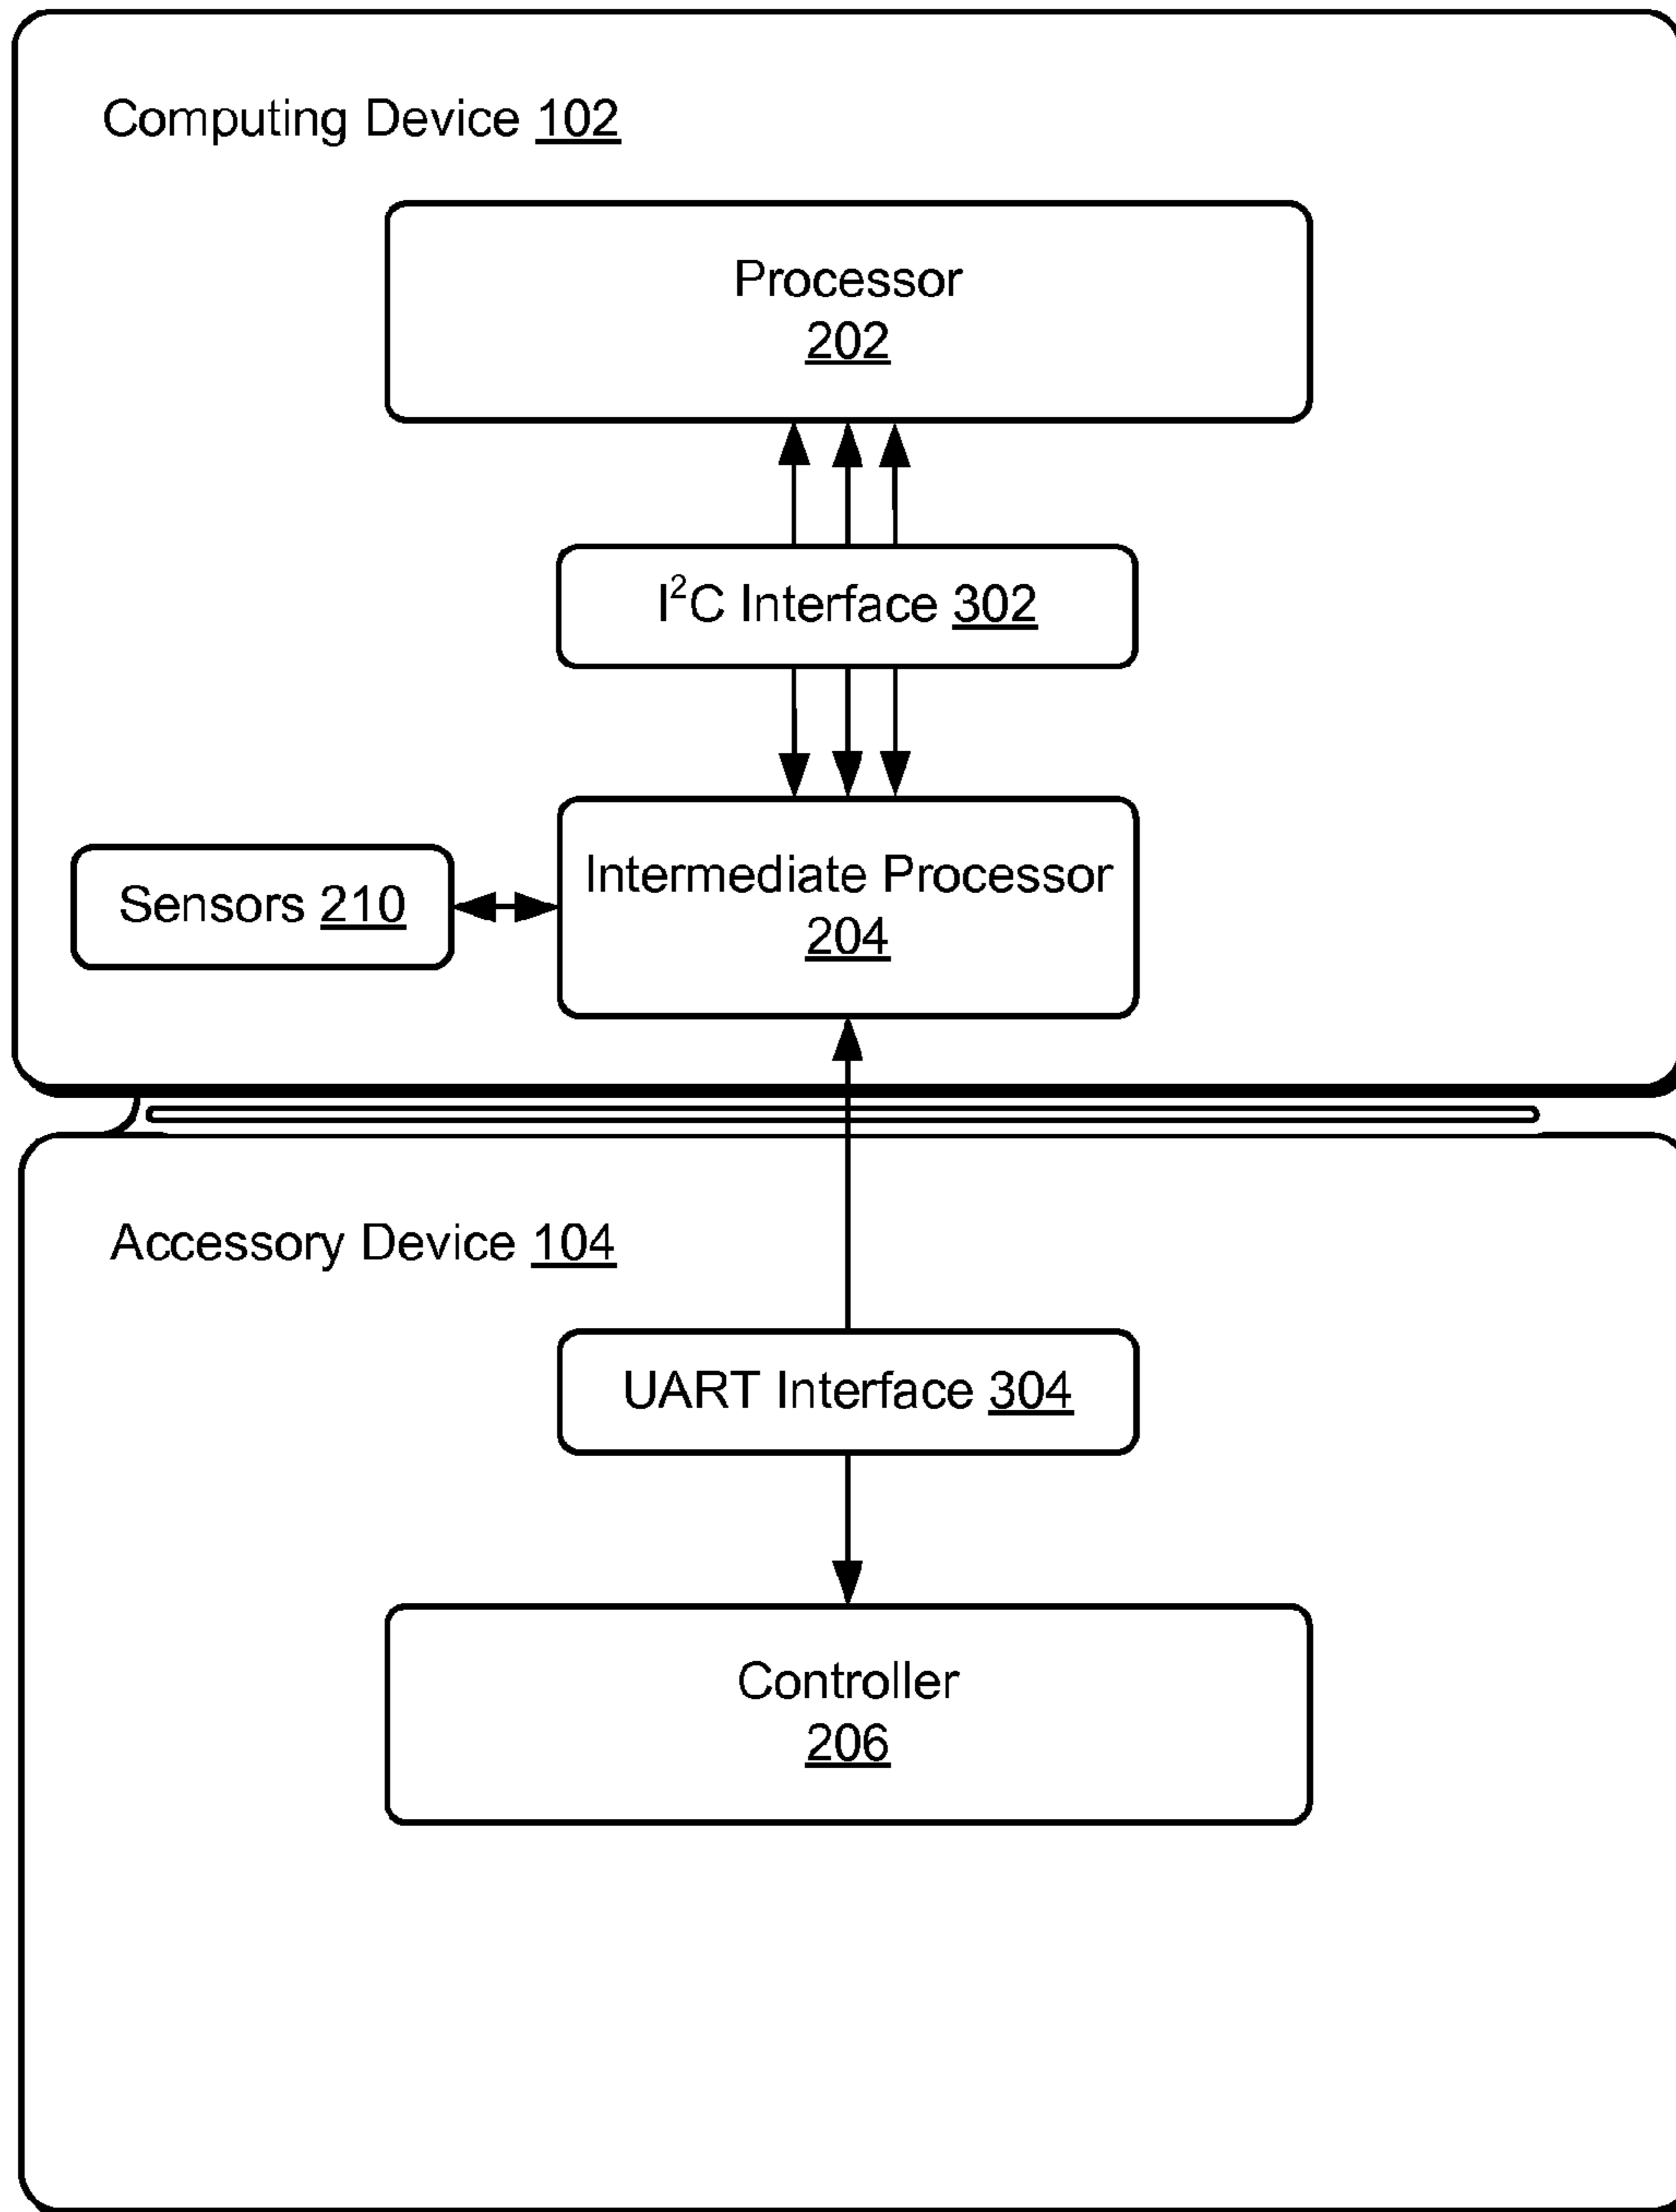 Computing Device 102
Processor
202
I²C Interface 302
Intermediate Processor
204
Sensors 210
Accessory Device 104
UART Interface 304
Controller
206